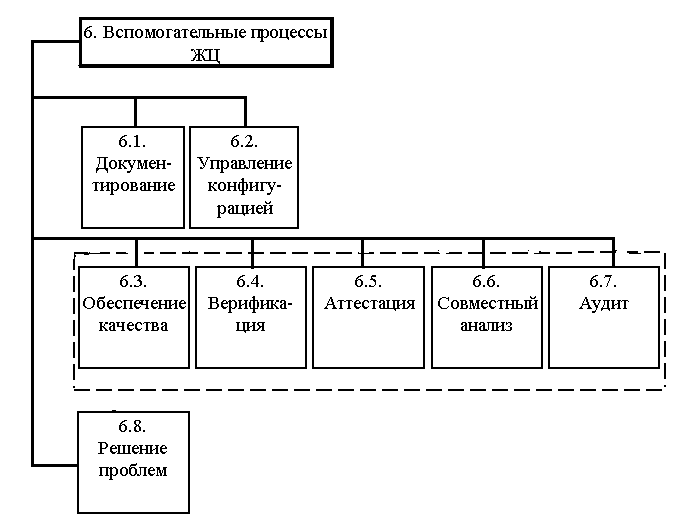 6. Вспомогательные процессы
ЖЦ
6.1.
Докумен-
тирование
6.2.
Управление
конфигу-
рацией
6.3.
Обеспечение
качества
6.4.
Верифика-
ция
6.5.
Аттестация
6.6.
Совместный
анализ
6.7.
Аудит
6.8.
Решение
проблем